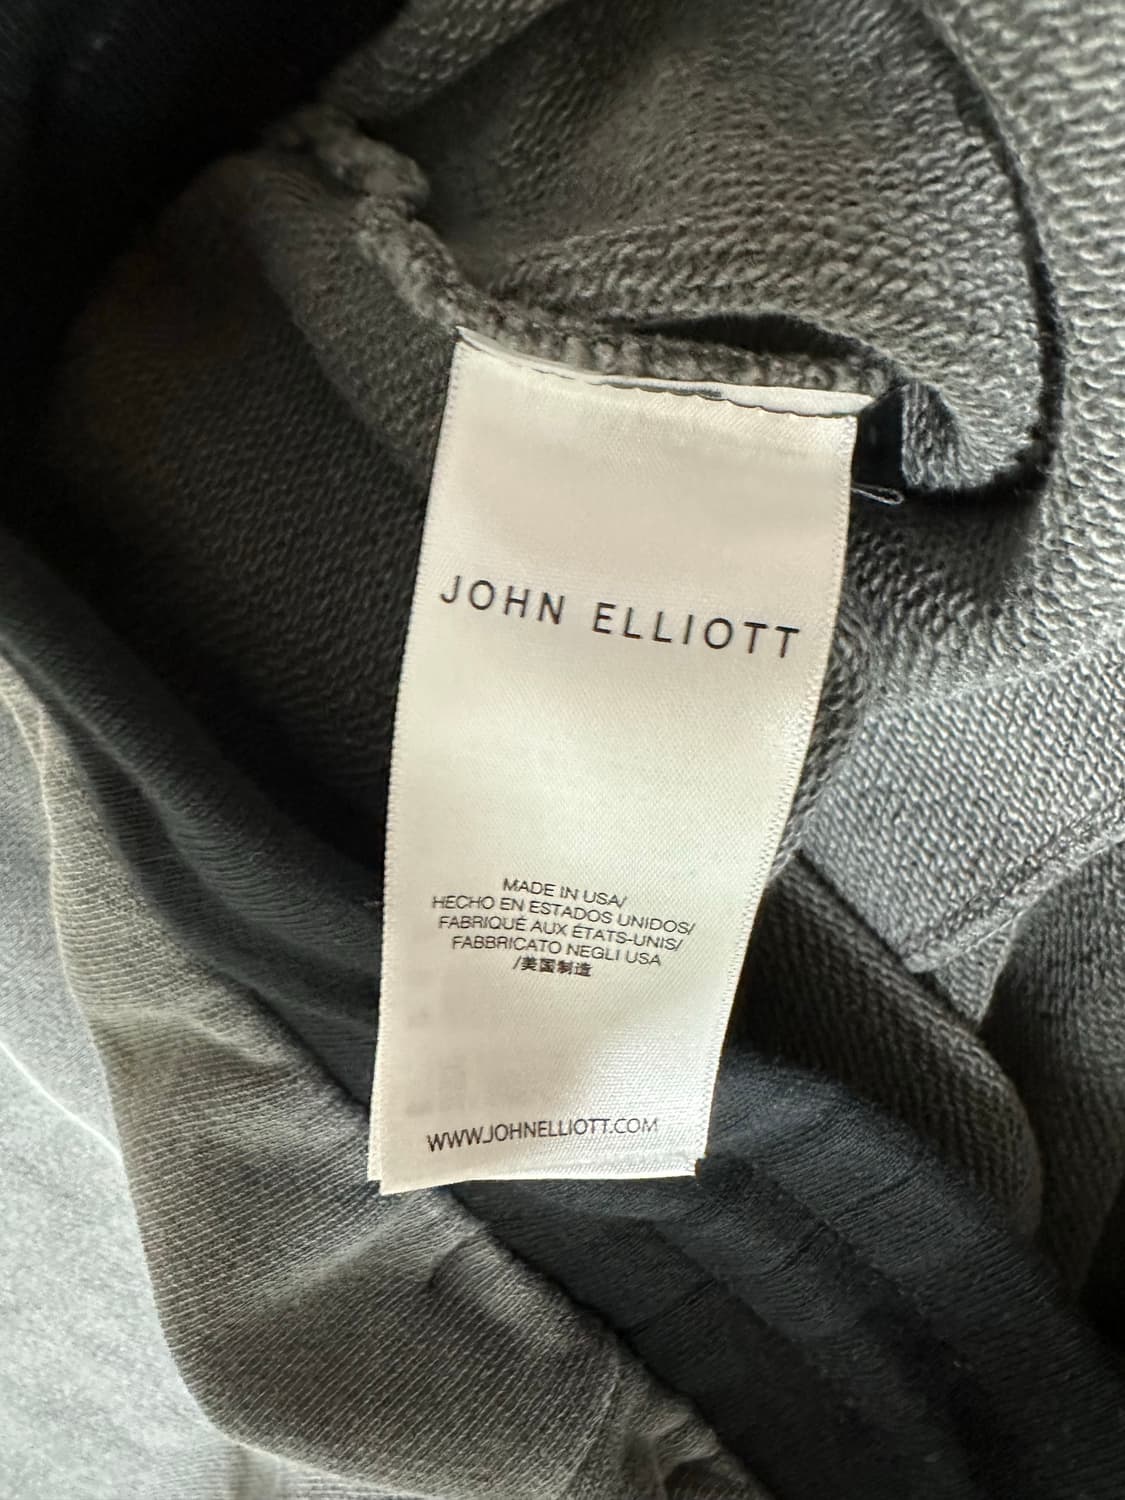 JOHN ELLIOTT
MADE IN USA/
HECHO EN ESTADOS UNIDOS/
FABRIQUÉ AUX ÉTATS-UNIS/
FABBRICATO NEGLI USA
/美国制造
WWW.JOHNELLIOTT.COM